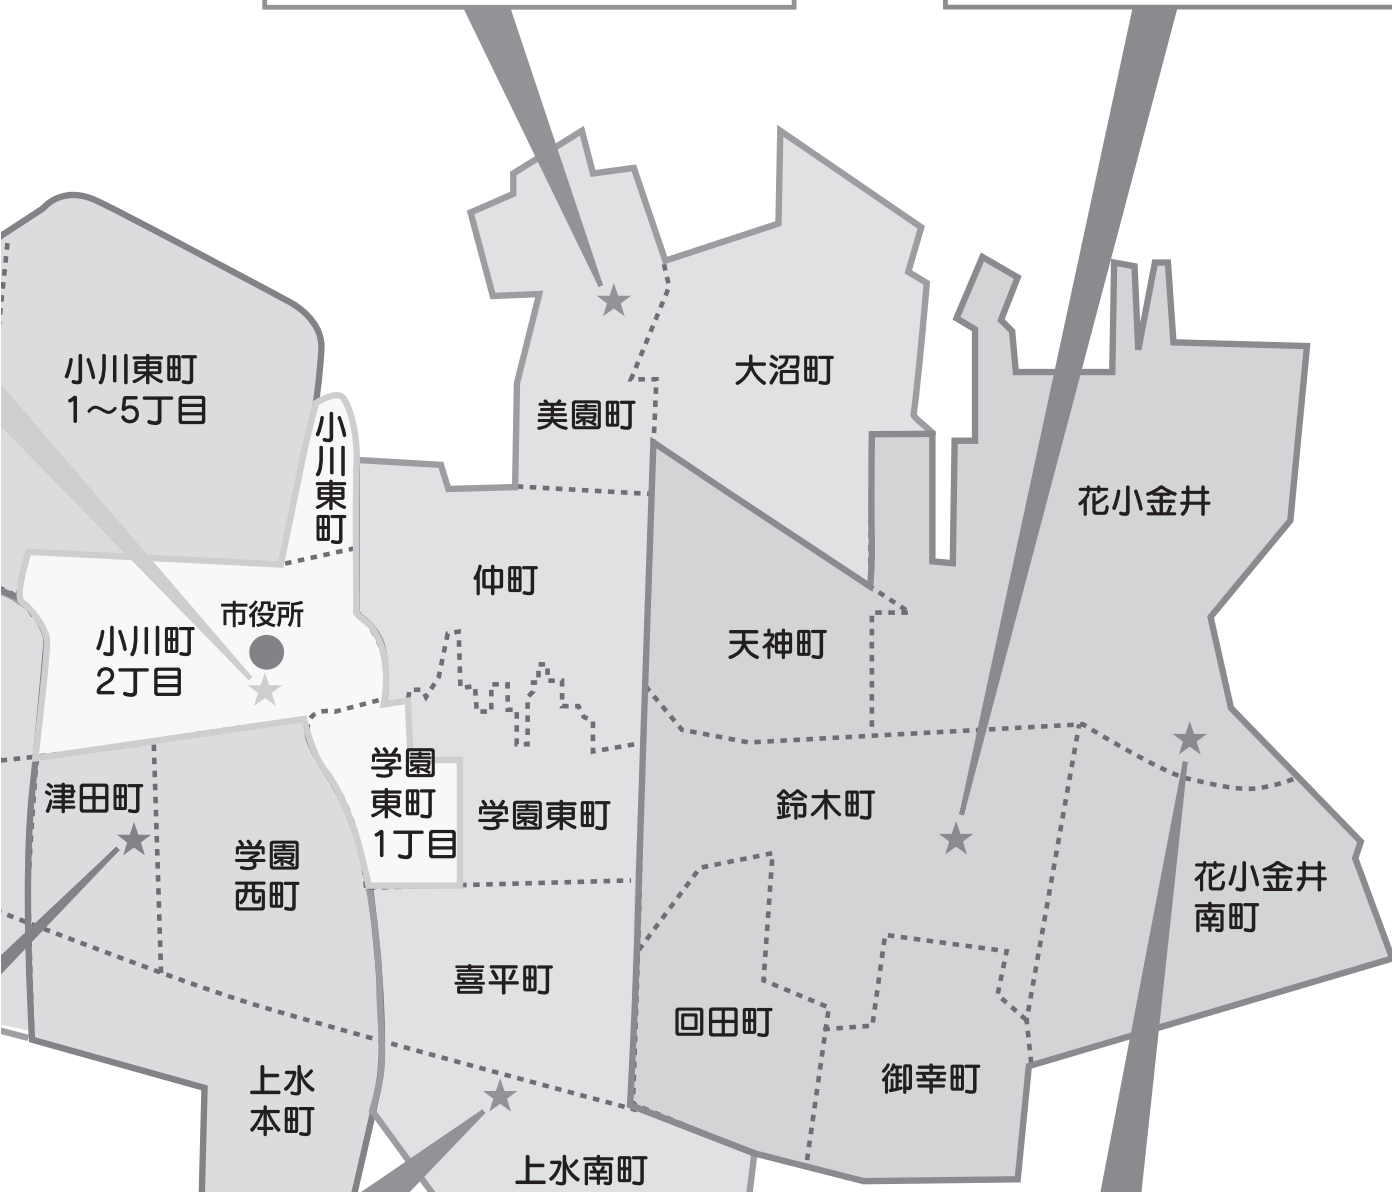 小川東町
1〜5丁目
小川東町
美園町
大沼町
花小金井
仲町
市役所
小川町
2丁目
天神町
学園
東町
1丁目
津田町
学園東町
鈴木町
学園
西町
花小金井
南町
喜平町
回田町
上水
本町
御幸町
上水南町